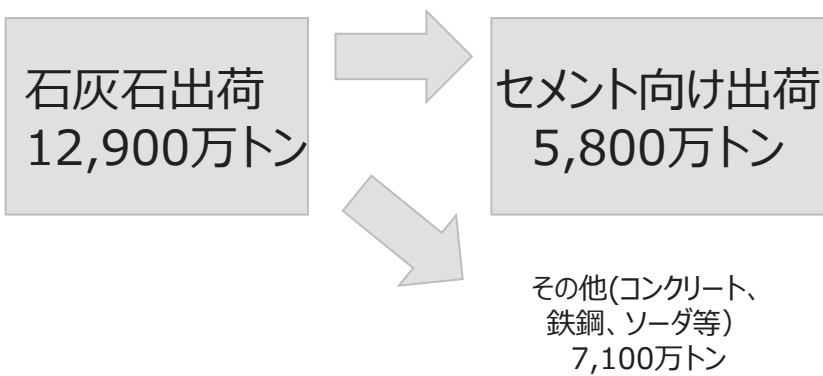 石灰石出荷
12,900万トン
セメント向け出荷
5,800万トン
その他(コンクリート、
鉄鋼、ソーダ等)
7,100万トン